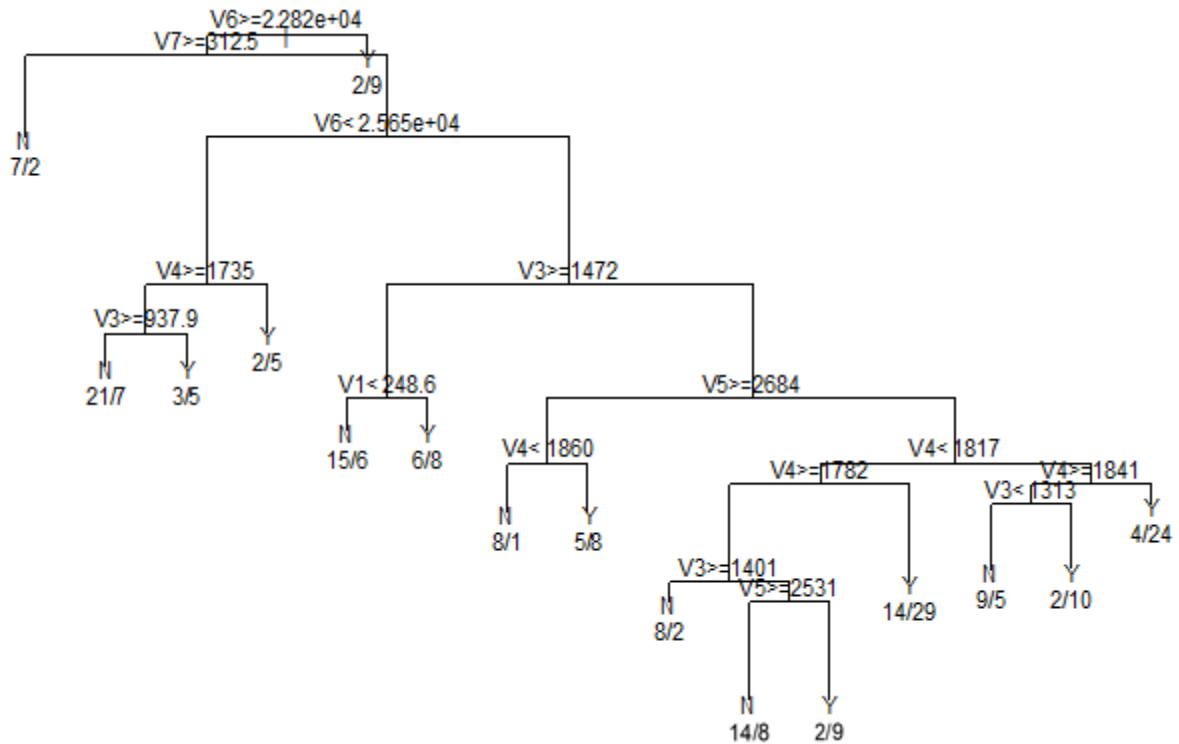 V6>=2.282e+04
V7>=312.5
Y
2/9
V6< 2.565e+04
N
7/2
V4>=1735
V3>=1472
V3>=937.9
Y
2/5
N
21/7
Y
3/5
V1< 248.6
V5>=2684
N
15/6
Y
6/8
V4< 1860
V4< 1817
V4>=1782
V4>=1841
V3< 1313
N
8/1
Y
5/8
Y
4/24
V3>=1401
V5>=2531
N
8/2
Y
14/29
N
9/5
Y
2/10
N
14/8
Y
2/9